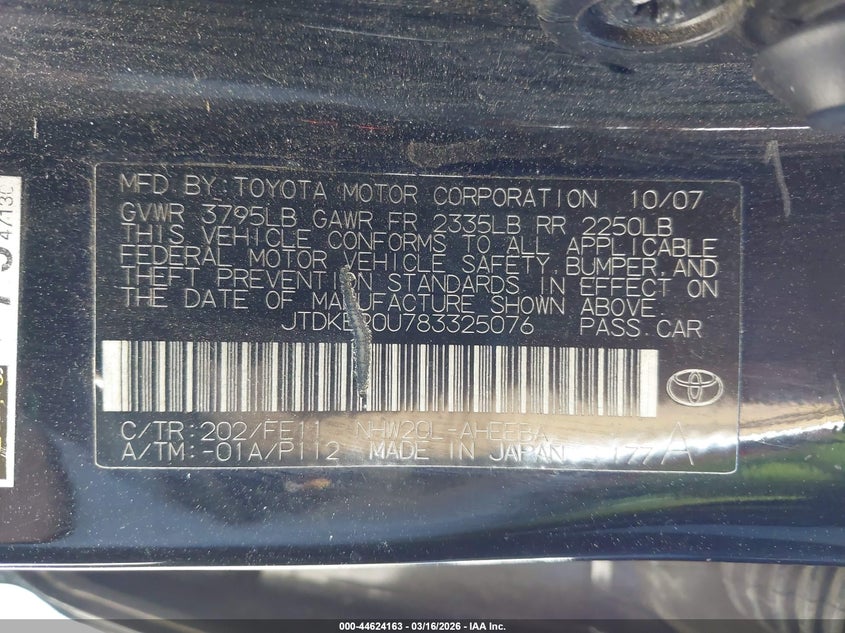 MFD BY:TOYOTA MOTOR CORPORATION 10/07
GVWR 3795LB GAWR FR 2335LB RR 2250LB
THIS VEHICLE CONFORMS TO ALL APPLICABLE
FEDERAL MOTOR VEHICLE SAFETY, BUMPER, AND
THEFT PREVENTION STANDARDS IN EFFECT ON
THE DATE OF MANUFACTURE SHOWN ABOVE.
PASS.CAR
C/TR:202/FE11 NHW20L-AHEEBA
A/TM:-01A/P112 MADE IN JAPAN
A
47130
000-44624163 - 03/16/2026 - IAA Inc.